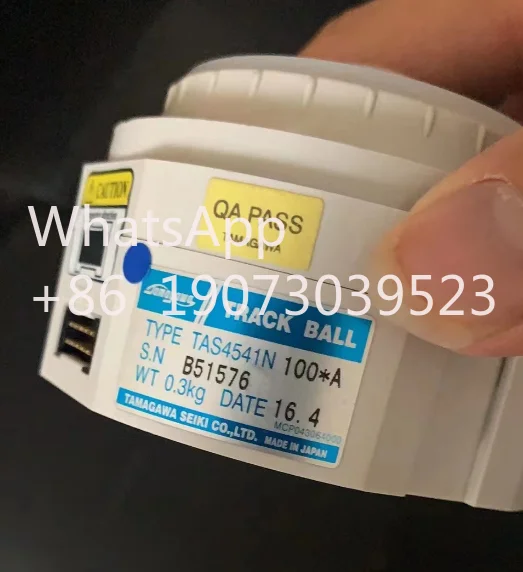 CAUTION
QA PASS
TAMAGAWA
WhatsApp
+86 19073039523
TRACK BALL
TYPE TAS4541N 100*A
S.N B51576
WT 0.3kg DATE 16.4
TAMAGAWA SEIKI CO.,LTD. MADE IN JAPAN